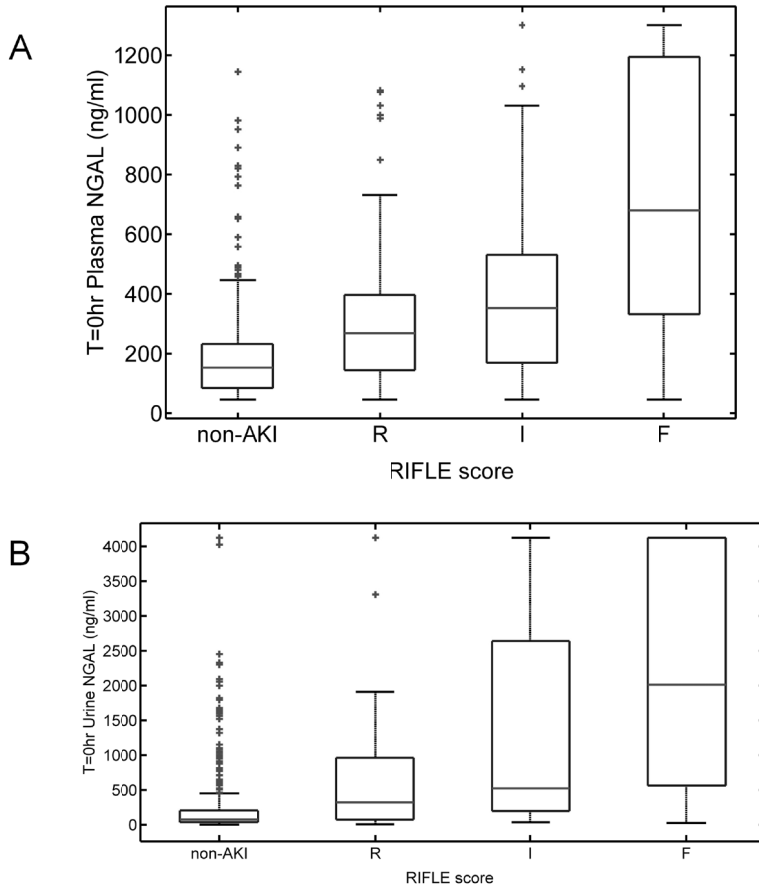 A
T=0hr Plasma NGAL (ng/ml)
1200
1000
800
600
400
200
0
non-AKI R I F
RIFLE score
B
T=0hr Urine NGAL (ng/ml)
4000
3500
3000
2500
2000
1500
1000
500
0
non-AKI R I F
RIFLE score